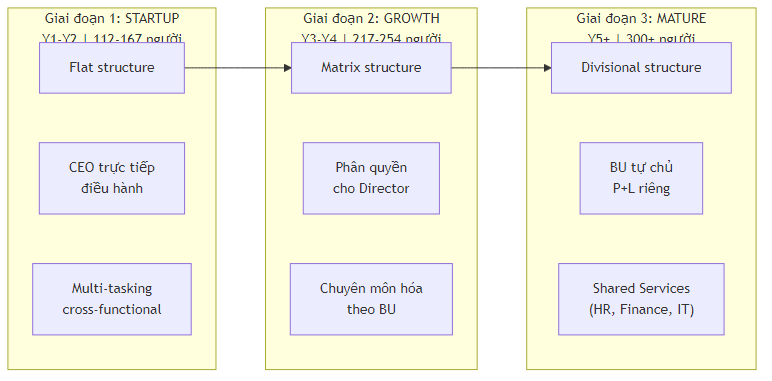 Giai đoạn 1: STARTUP
Y1-Y2 | 112-167 người
Flat structure
CEO trực tiếp
điều hành
Multi-tasking
cross-functional
Giai đoạn 2: GROWTH
Y3-Y4 | 217-254 người
Matrix structure
Phân quyền
cho Director
Chuyên môn hóa
theo BU
Giai đoạn 3: MATURE
Y5+ | 300+ người
Divisional structure
BU tự chủ
P+L riêng
Shared Services
(HR, Finance, IT)